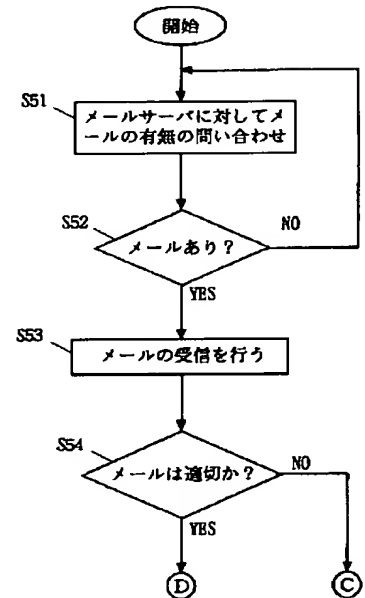 開始
S51
メールサーバに対してメ
ールの有無の問い合わせ
S52
メールあり？
NO
YES
S53
メールの受信を行う
S54
メールは適切か？
NO
YES
D
C